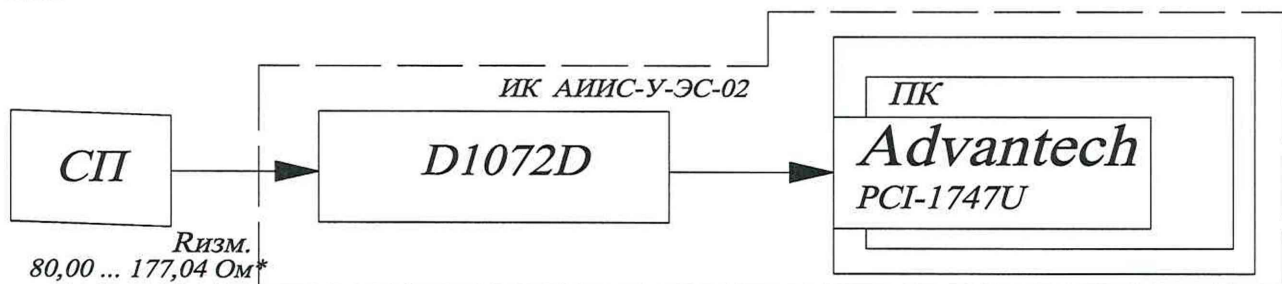 ИК АИИС-У-ЭС-02
ПК
СП
D1072D
Advantech
PCI-1747U
Rизм.
80,00 ... 177,04 Ом*